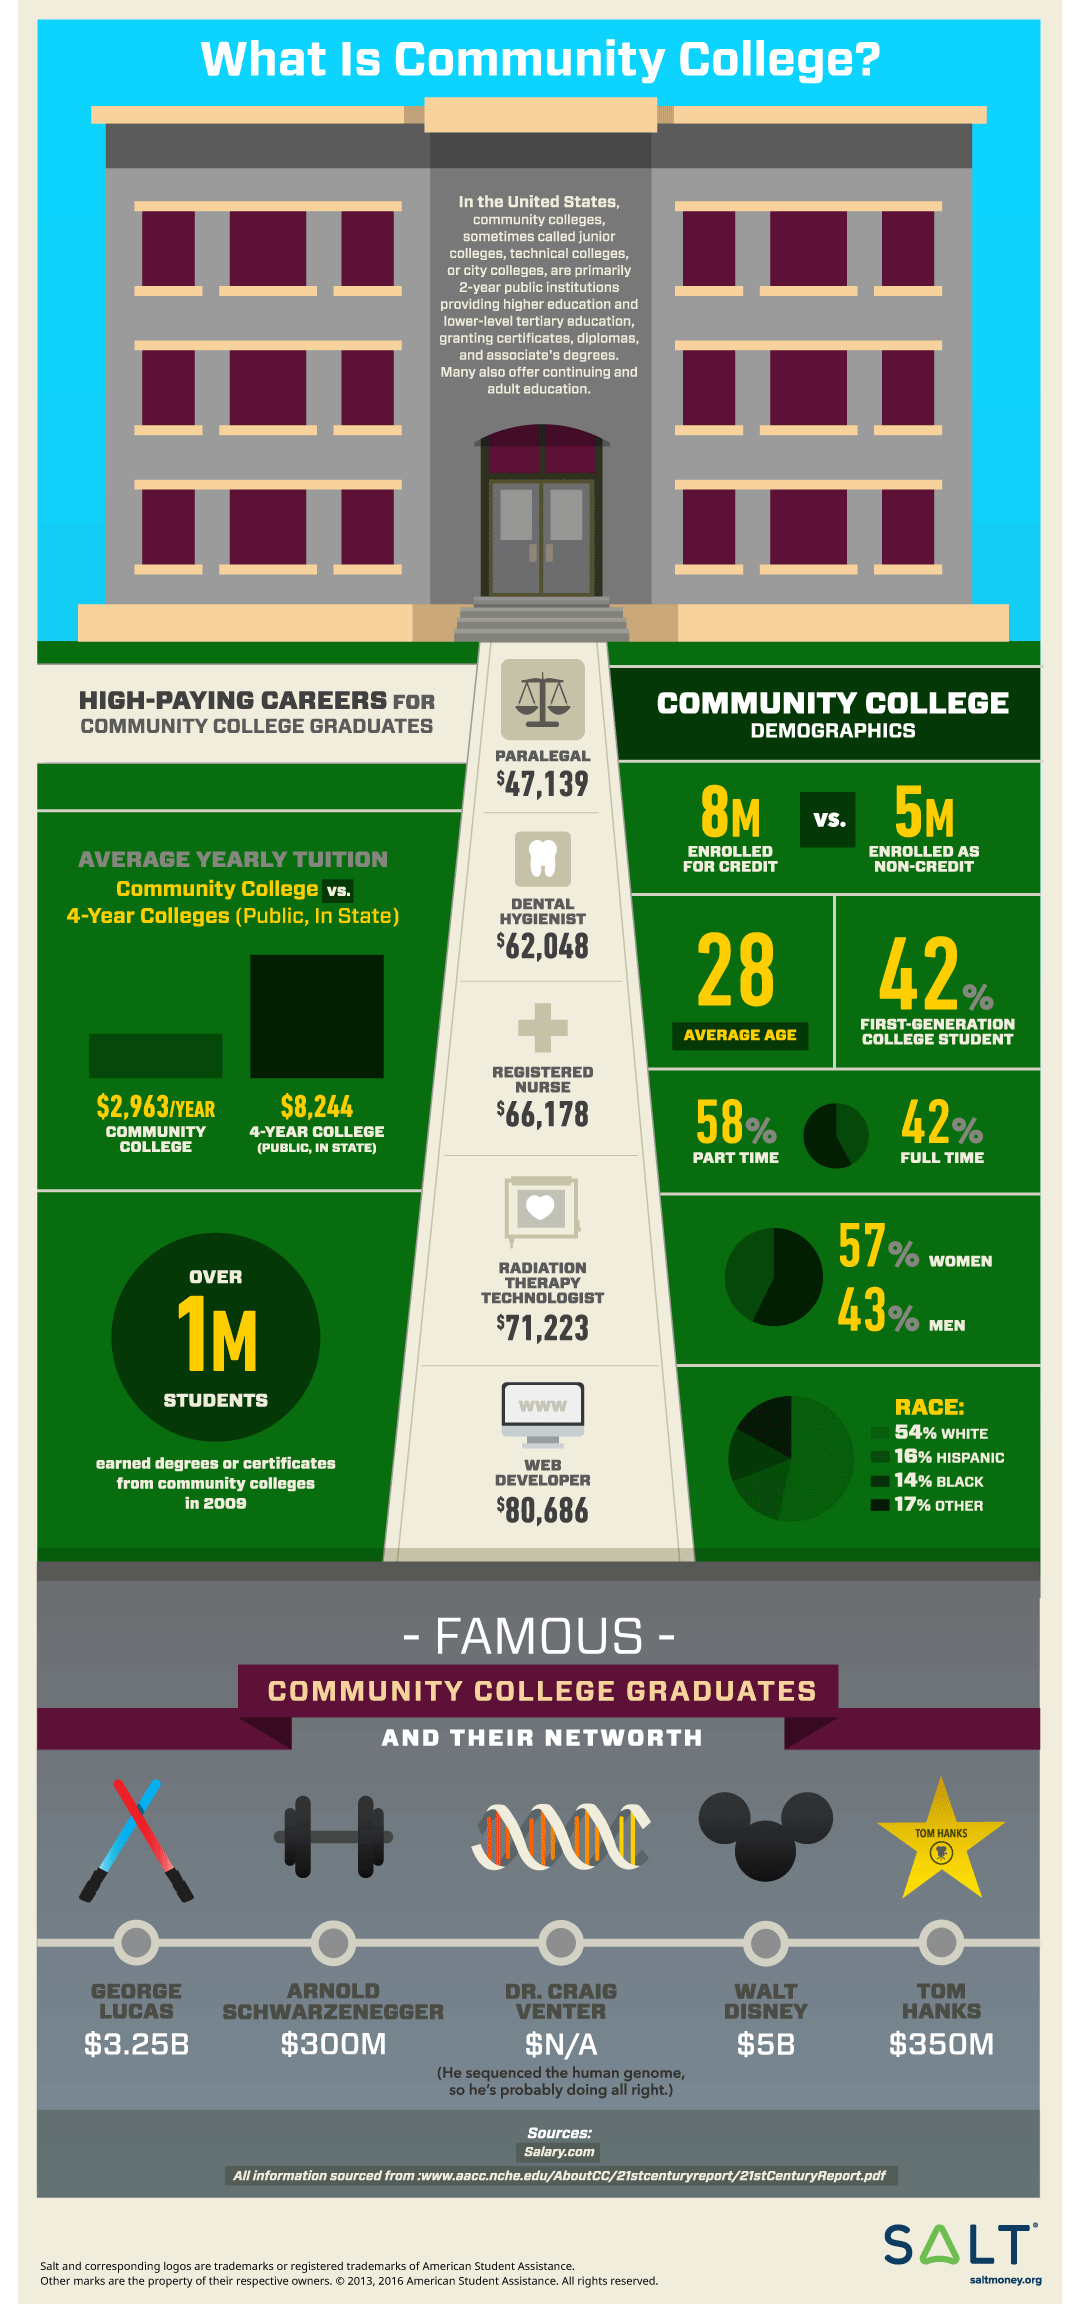 What Is Community College?
In the United States,
community colleges,
sometimes called junior
colleges, technical colleges,
or city colleges, are primarily
2-year public institutions
providing higher education and
lower-level tertiary education,
granting certificates, diplomas,
and associate's degrees.
Many also offer continuing and
adult education.
HIGH-PAYING CAREERS FOR
COMMUNITY COLLEGE GRADUATES
PARALEGAL
$47,139
DENTAL
HYGIENIST
$62,048
REGISTERED
NURSE
$66,178
RADIATION
THERAPY
TECHNOLOGIST
$71,223
WWW
WEB
DEVELOPER
$80,686
AVERAGE YEARLY TUITION
Community College vs.
4-Year Colleges (Public, In State)
$2,963/YEAR
COMMUNITY
COLLEGE
$8,244
4-YEAR COLLEGE
(PUBLIC, IN STATE)
OVER
1M
STUDENTS
earned degrees or certificates
from community colleges
in 2009
COMMUNITY COLLEGE
DEMOGRAPHICS
8M
ENROLLED
FOR CREDIT
vs.
5M
ENROLLED AS
NON-CREDIT
28
AVERAGE AGE
42%
FIRST-GENERATION
COLLEGE STUDENT
58%
PART TIME
42%
FULL TIME
57% WOMEN
43% MEN
RACE:
54% WHITE
16% HISPANIC
14% BLACK
17% OTHER
- FAMOUS -
COMMUNITY COLLEGE GRADUATES
AND THEIR NETWORTH
TOM HANKS
GEORGE
LUCAS
$3.25B
ARNOLD
SCHWARZENEGGER
$300M
DR. CRAIG
VENTER
$N/A
(He sequenced the human genome,
so he's probably doing all right.)
WALT
DISNEY
$5B
TOM
HANKS
$350M
Sources:
Salary.com
All information sourced from :www.aacc.nche.edu/AboutCC/21stcenturyreport/21stCenturyReport.pdf
SALT®
saltmoney.org
Salt and corresponding logos are trademarks or registered trademarks of American Student Assistance.
Other marks are the property of their respective owners. © 2013, 2016 American Student Assistance. All rights reserved.